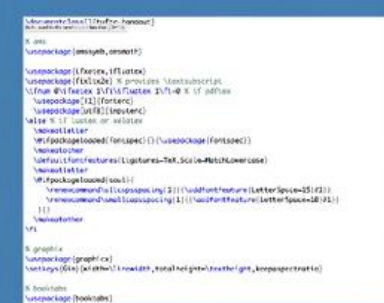 \documentclass[]{tufte-handout}
% ams
\usepackage{amssymb,amsmath}
\usepackage{ifxetex,ifluatex}
\usepackage{fixltx2e} % provides \textsubscript
\ifnum 0\ifxetex 1\fi\ifluatex 1\fi=0 % if pdftex
\usepackage[T1]{fontenc}
\usepackage[utf8]{inputenc}
\else % if luatex or xelatex
\makeatletter
\@ifpackageloaded{fontspec}{}{\usepackage{fontspec}}
\makeatother
\defaultfontfeatures{Ligatures=TeX,Scale=MatchLowercase}
\makeatletter
\@ifpackageloaded{soul}{
\renewcommand\allcapsspacing[1]{{\addfontfeature{LetterSpace=15}#1}}
\renewcommand\smallcapsspacing[1]{{\addfontfeature{LetterSpace=10}#1}}
}{}
\makeatother
\fi
% graphix
\usepackage{graphicx}
\setkeys{Gin}{width=\linewidth,totalheight=\textheight,keepaspectratio}
% booktabs
\usepackage{booktabs}